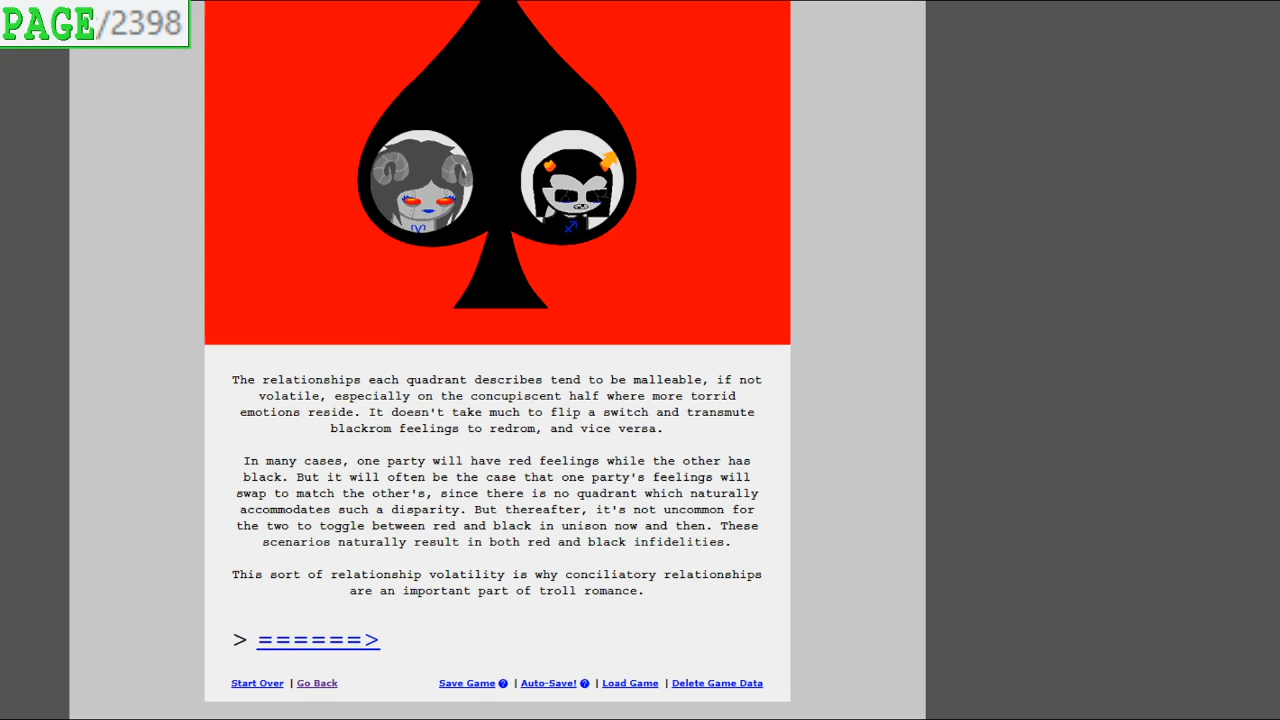 PAGE/2398
The relationships each quadrant describes tend to be malleable, if not
volatile, especially on the concupiscent half where more torrid
emotions reside. It doesn't take much to flip a switch and transmute
blackrom feelings to redrom, and vice versa.
In many cases, one party will have red feelings while the other has
black. But it will often be the case that one party's feelings will
swap to match the other's, since there is no quadrant which naturally
accommodates such a disparity. But thereafter, it's not uncommon for
the two to toggle between red and black in unison now and then. These
scenarios naturally result in both red and black infidelities.
This sort of relationship volatility is why conciliatory relationships
are an important part of troll romance.
> ======>
Start Over | Go Back Save Game ? | Auto-Save! ? | Load Game | Delete Game Data